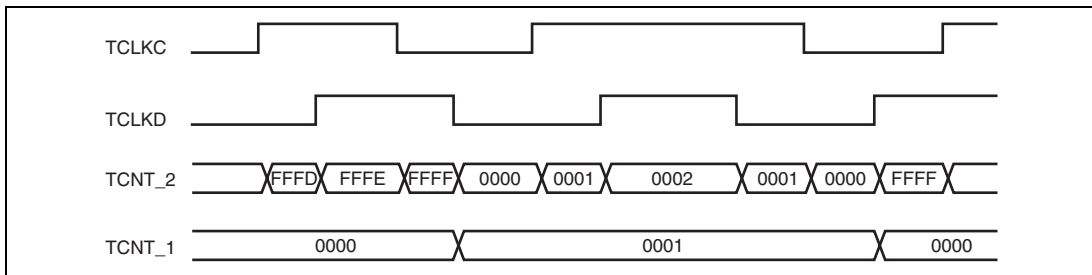 TCLKC
TCLKD
TCNT_2 FFFD FFFE FFFF 0000 0001 0002 0001 0000 FFFF
TCNT_1 0000 0001 0000